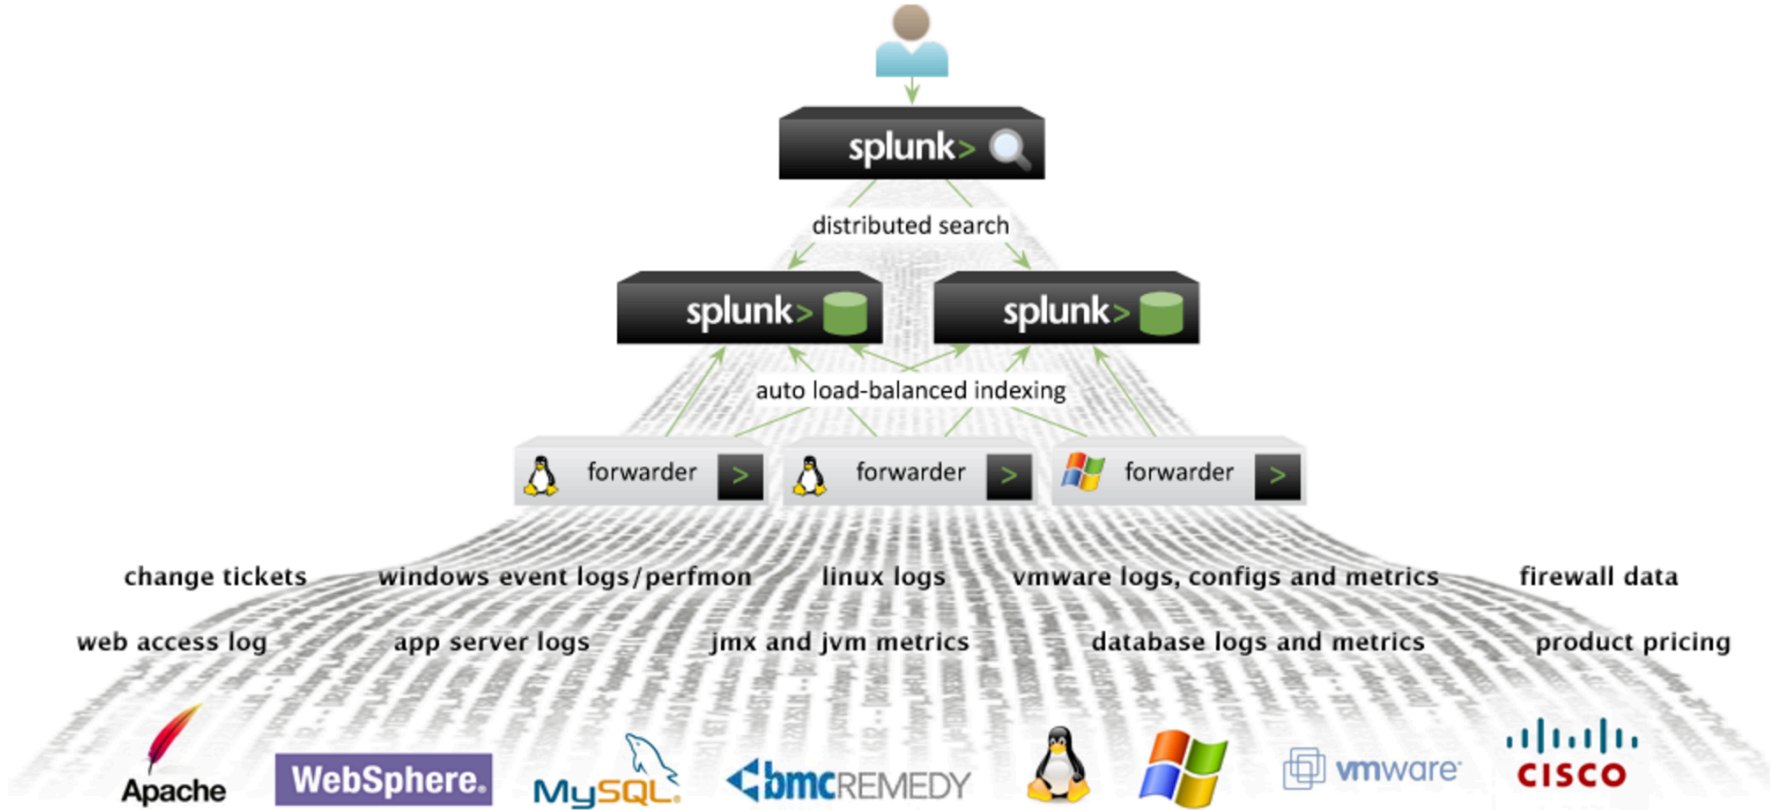 splunk>
distributed search
splunk> splunk>
auto load-balanced indexing
forwarder > forwarder > forwarder >
change tickets windows event logs/perfmon linux logs vmware logs, configs and metrics firewall data
web access log app server logs jmx and jvm metrics database logs and metrics product pricing
Apache WebSphere. MySQL. bmcREMEDY vmware CISCO